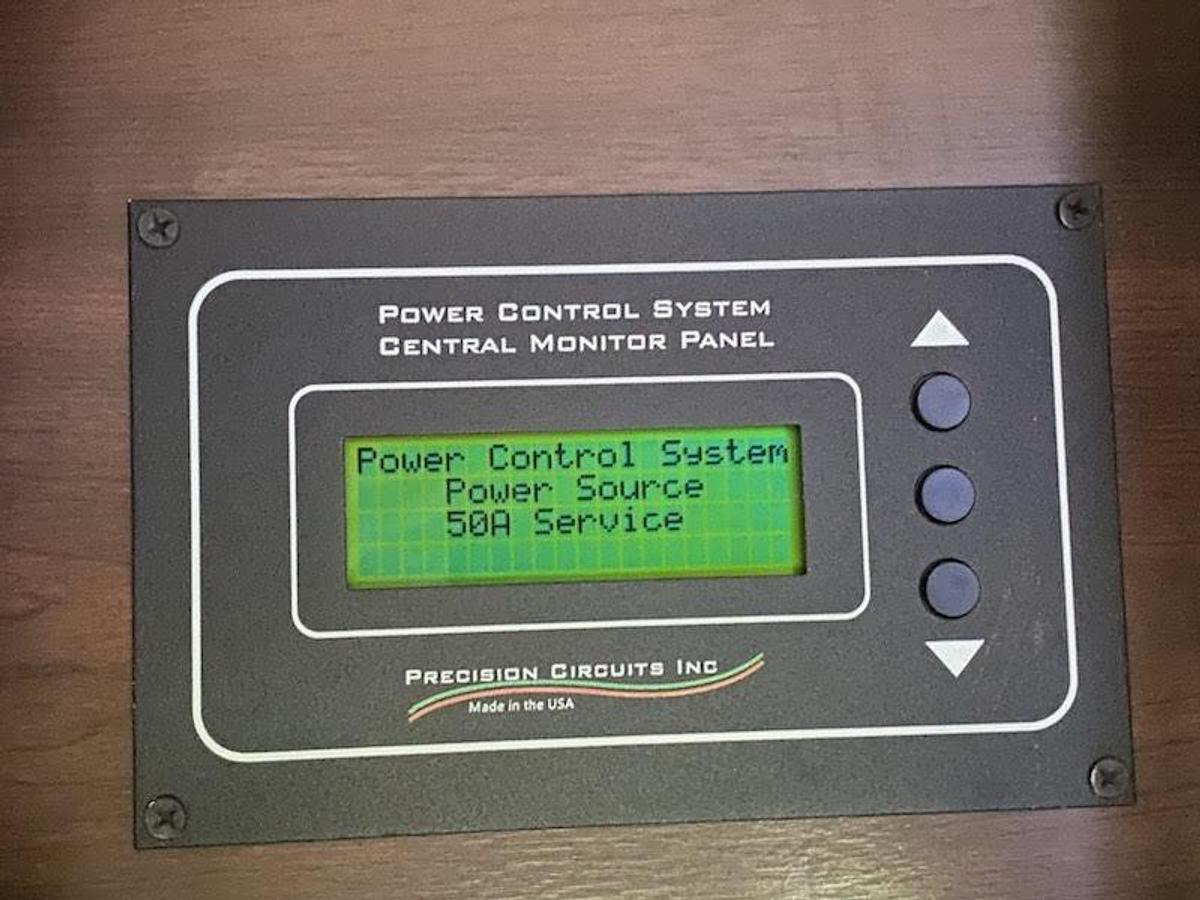 POWER CONTROL SYSTEM
CENTRAL MONITOR PANEL
Power Control System
Power Source
50A Service
PRECISION CIRCUITS INC
Made in the USA